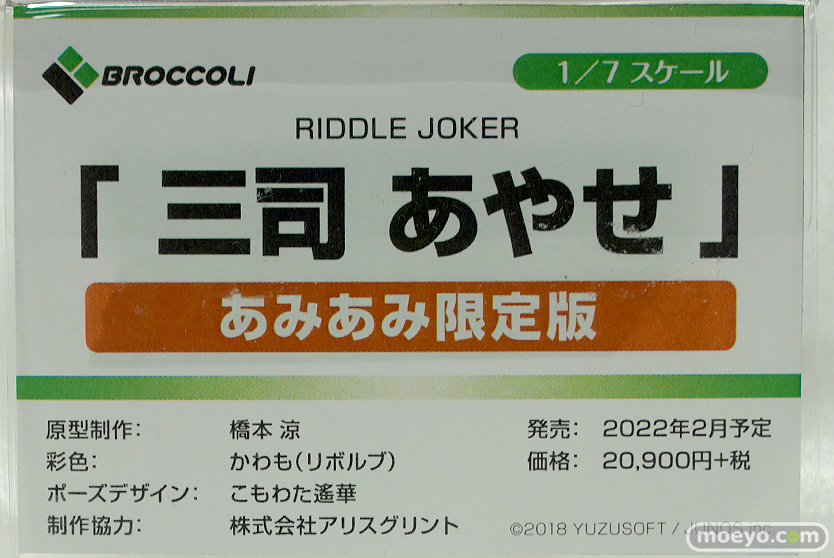 BROCCOLI
1/7 スケール
RIDDLE JOKER
「三司 あやせ」
あみあみ限定版
原型制作： 橋本 涼
彩色： かわも(リボルブ)
ポーズデザイン： こもわた遙華
制作協力： 株式会社アリスグリント
発売： 2022年2月予定
価格： 20,900円+税
©2018 YUZUSOFT / JUNOS inc.
moeyo.com